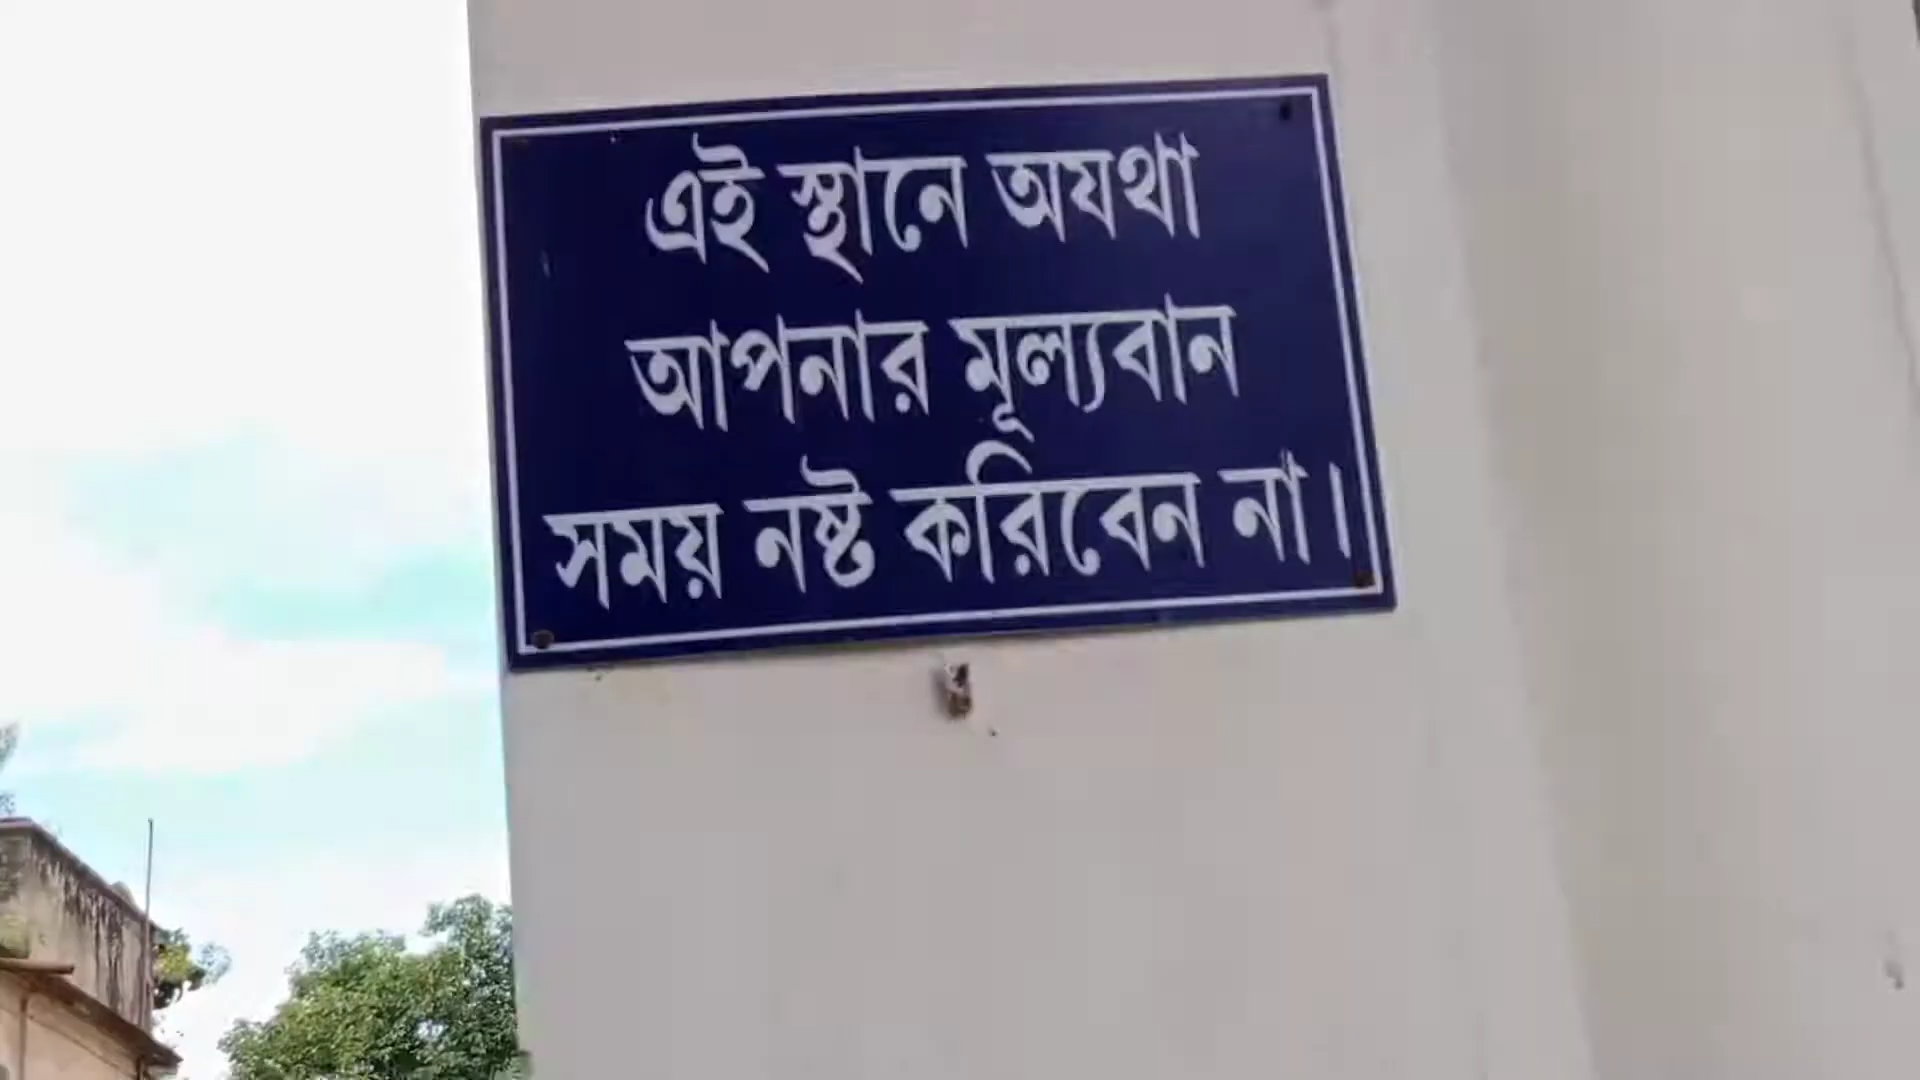 এই স্থানে অযথা
আপনার মূল্যবান
সময় নষ্ট করিবেন না।